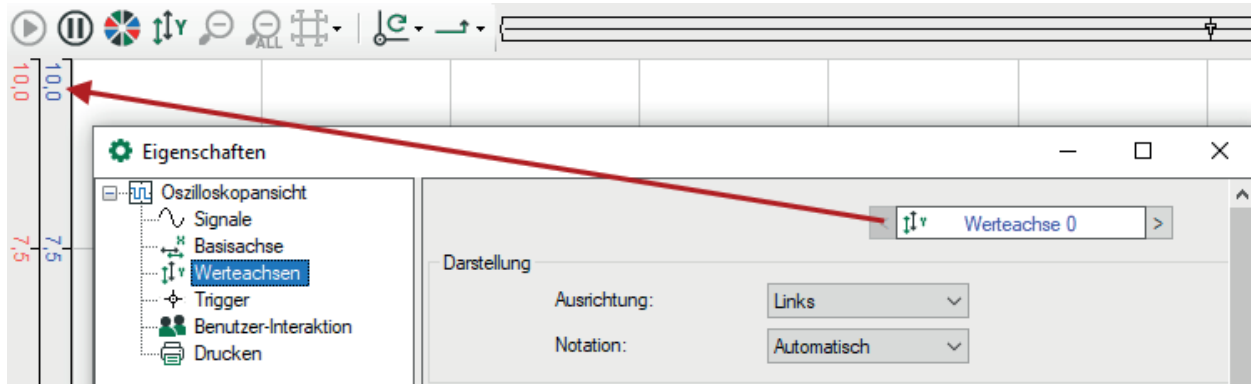 Y
ALL
10,0 10,0
7,5 7,5
Eigenschaften
Oszilloskopansicht
Signale
X
Basisachse
Y
Werteachsen
Trigger
Benutzer-Interaktion
Drucken
<
Y
Werteachse 0
>
Darstellung
Ausrichtung:
Links
Notation:
Automatisch